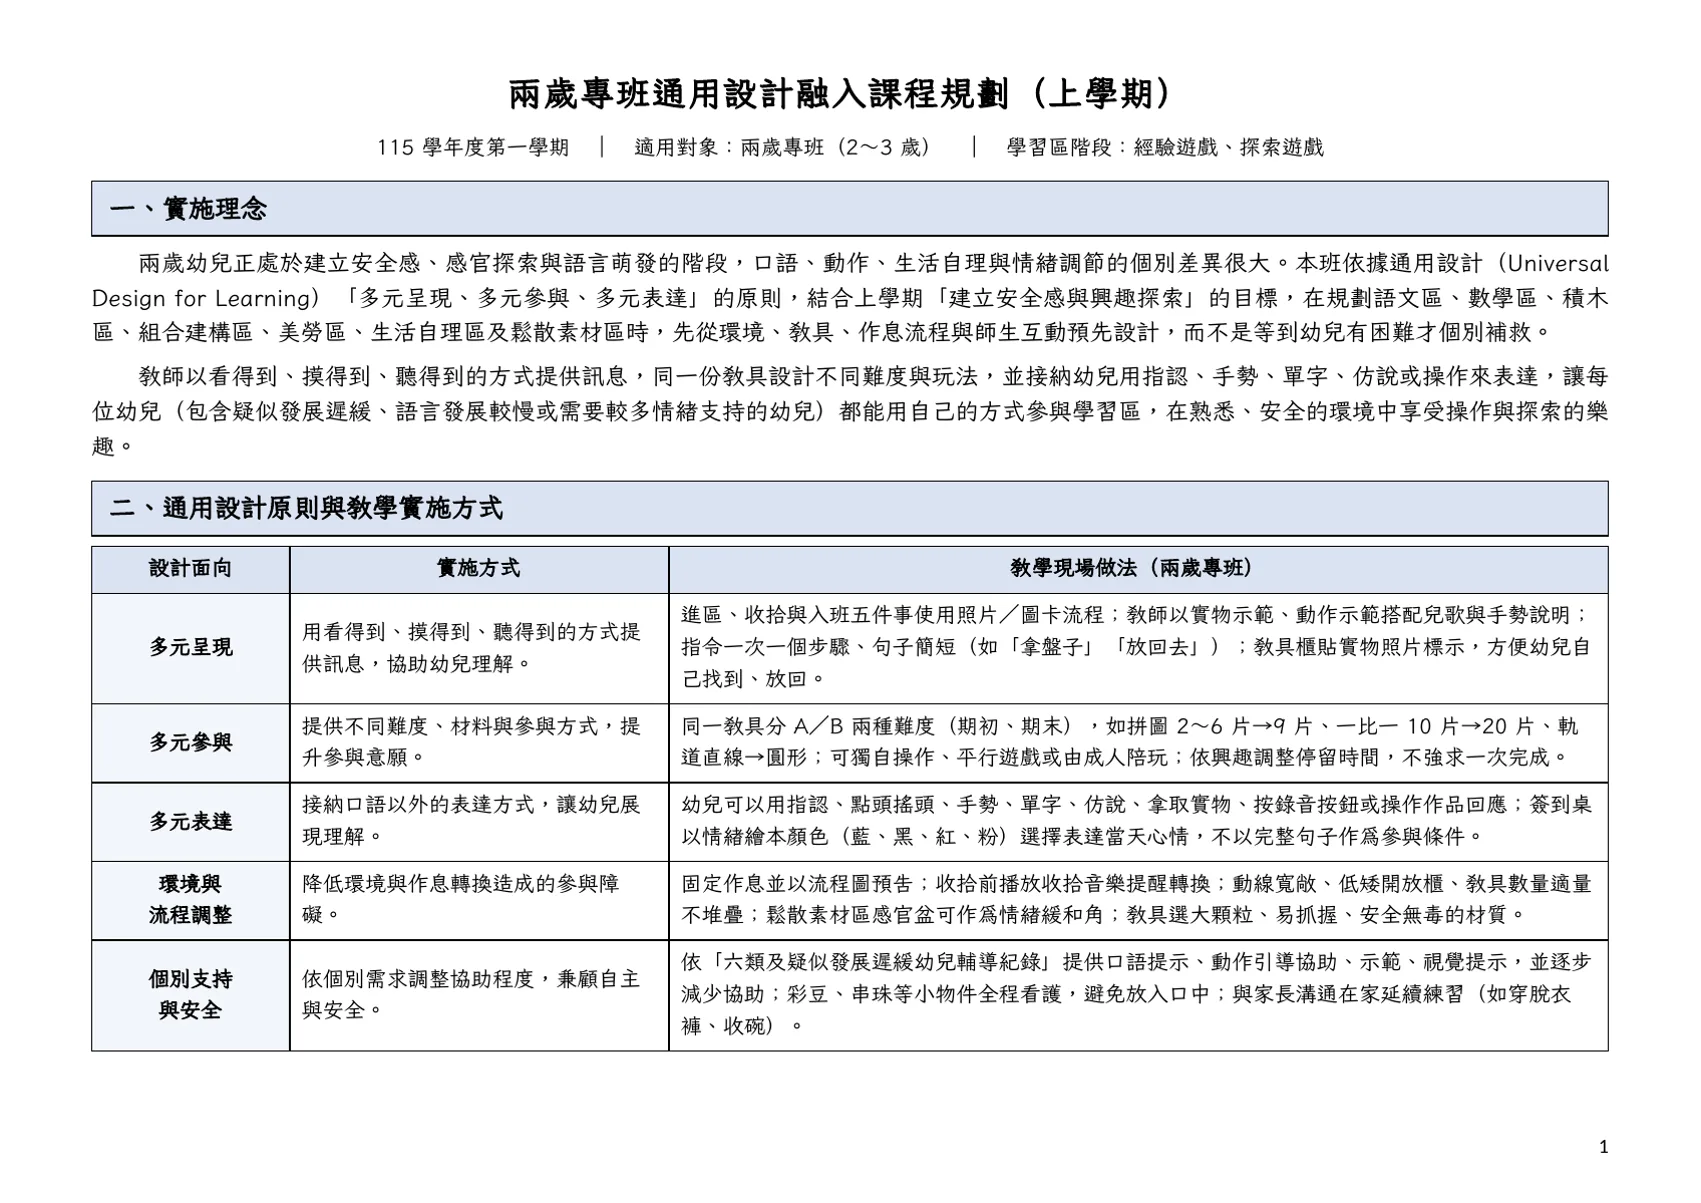 兩歲專班通用設計融入課程規劃（上學期）
115 學年度第一學期　｜　適用對象：兩歲專班（2～3 歲）　｜　學習區階段：經驗遊戲、探索遊戲
一、實施理念
兩歲幼兒正處於建立安全感、感官探索與語言萌發的階段，口語、動作、生活自理與情緒調節的個別差異很大。本班依據通用設計（Universal
Design for Learning）「多元呈現、多元參與、多元表達」的原則，結合上學期「建立安全感與興趣探索」的目標，在規劃語文區、數學區、積木
區、組合建構區、美勞區、生活自理區及鬆散素材區時，先從環境、教具、作息流程與師生互動預先設計，而不是等到幼兒有困難才個別補救。
教師以看得到、摸得到、聽得到的方式提供訊息，同一份教具設計不同難度與玩法，並接納幼兒用指認、手勢、單字、仿說或操作來表達，讓每
位幼兒（包含疑似發展遲緩、語言發展較慢或需要較多情緒支持的幼兒）都能用自己的方式參與學習區，在熟悉、安全的環境中享受操作與探索的樂
趣。
二、通用設計原則與教學實施方式
設計面向
實施方式
教學現場做法（兩歲專班）
多元呈現
用看得到、摸得到、聽得到的方式提
供訊息，協助幼兒理解。
進區、收拾與入班五件事使用照片／圖卡流程；教師以實物示範、動作示範搭配兒歌與手勢說明；
指令一次一個步驟、句子簡短（如「拿盤子」「放回去」）；教具櫃貼實物照片標示，方便幼兒自
己找到、放回。
多元參與
提供不同難度、材料與參與方式，提
升參與意願。
同一教具分 A／B 兩種難度（期初、期末），如拼圖 2～6 片→9 片、一比一 10 片→20 片、軌
道直線→圓形；可獨自操作、平行遊戲或由成人陪玩；依興趣調整停留時間，不強求一次完成。
多元表達
接納口語以外的表達方式，讓幼兒展
現理解。
幼兒可以用指認、點頭搖頭、手勢、單字、仿說、拿取實物、按錄音按鈕或操作作品回應；簽到桌
以情緒繪本顏色（藍、黑、紅、粉）選擇表達當天心情，不以完整句子作為參與條件。
環境與
流程調整
降低環境與作息轉換造成的參與障
礙。
固定作息並以流程圖預告；收拾前播放收拾音樂提醒轉換；動線寬敞、低矮開放櫃、教具數量適量
不堆疊；鬆散素材區感官盆可作為情緒緩和角；教具選大顆粒、易抓握、安全無毒的材質。
個別支持
與安全
依個別需求調整協助程度，兼顧自主
與安全。
依「六類及疑似發展遲緩幼兒輔導紀錄」提供口語提示、動作引導協助、示範、視覺提示，並逐步
減少協助；彩豆、串珠等小物件全程看護，避免放入口中；與家長溝通在家延續練習（如穿脫衣
褲、收碗）。
1